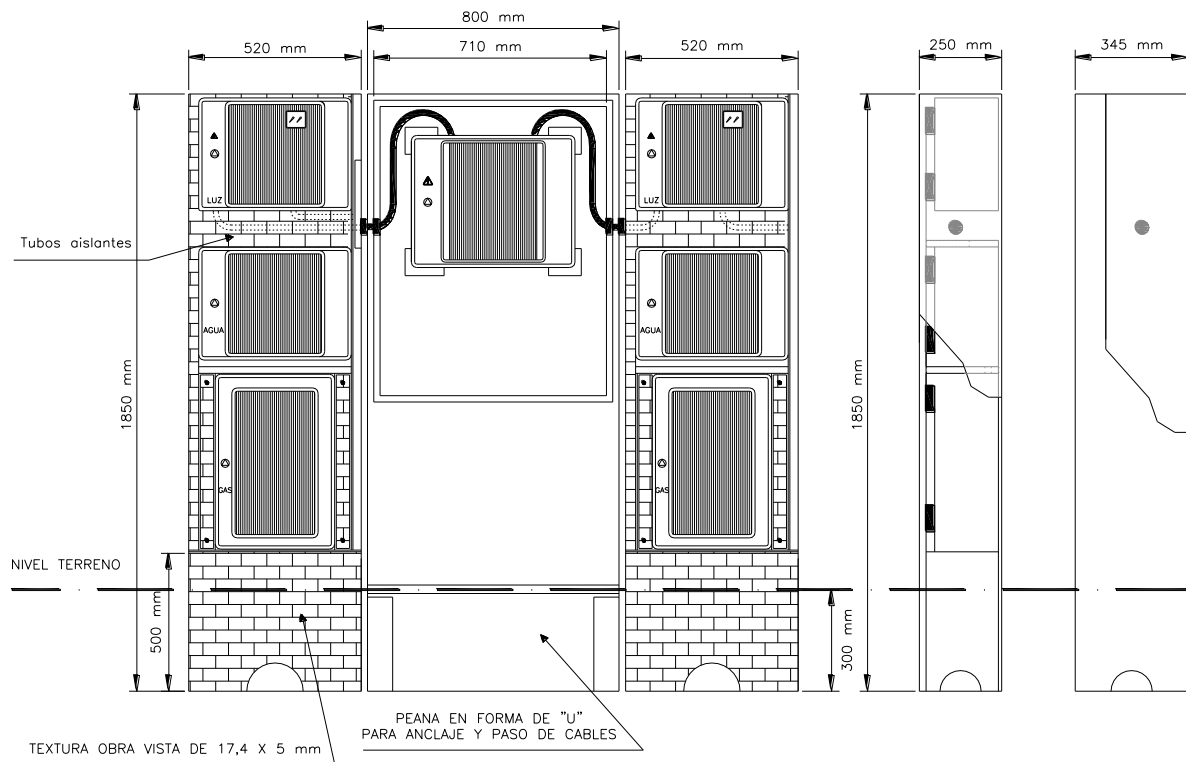 800 mm
520 mm
710 mm
520 mm
250 mm
345 mm
LUZ
LUZ
LUZ
Tubos aislantes
AGUA
AGUA
1850 mm
1850 mm
GAS
GAS
NIVEL TERRENO
500 mm
300 mm
PEANA EN FORMA DE "U"
PARA ANCLAJE Y PASO DE CABLES
TEXTURA OBRA VISTA DE 17,4 X 5 mm